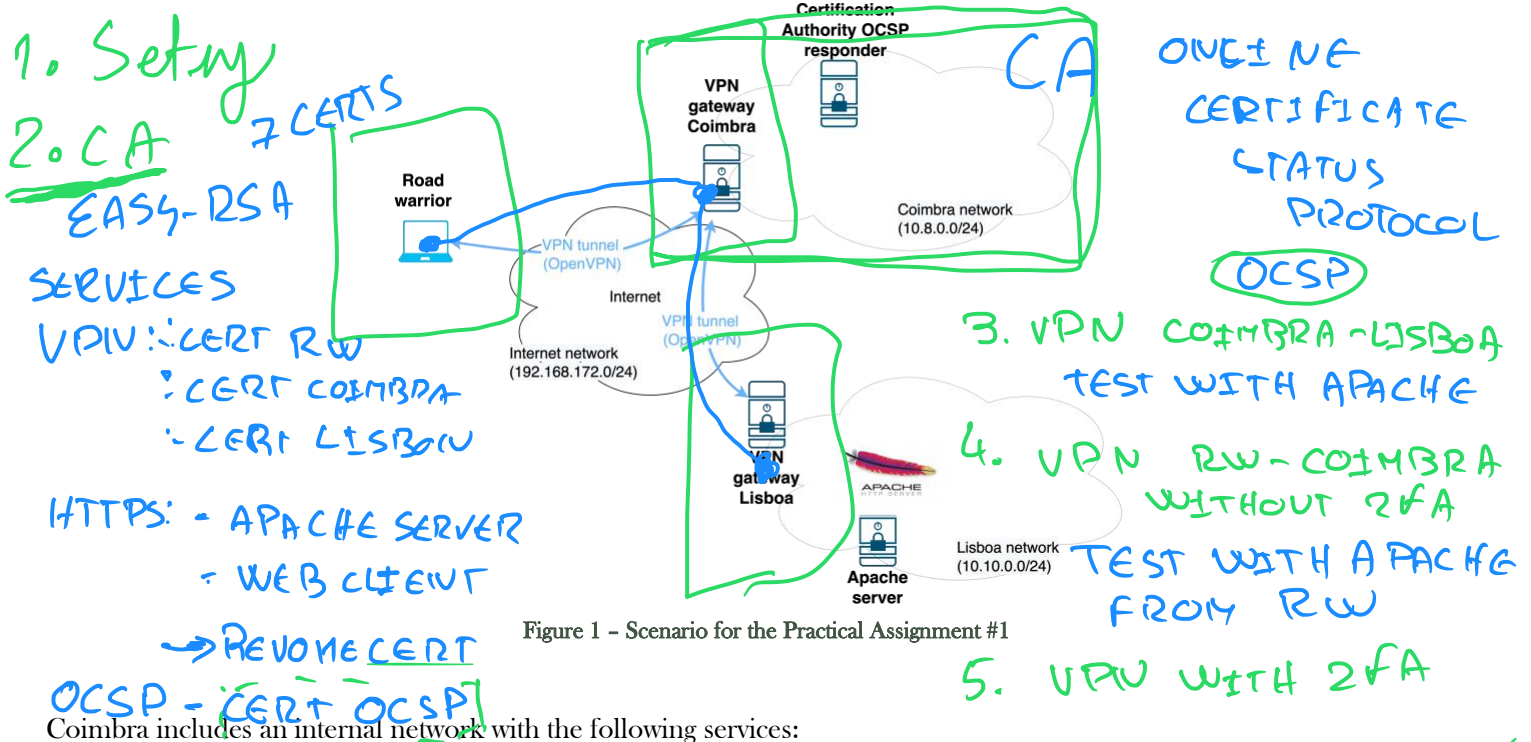 1. Setup
2. CA
7 CERTS
EASY-RSA
SERVICES
VPN: - CERT RW
- CERT COIMBRA
- CERT LISBON
HTTPS: - APACHE SERVER
- WEB CLIENT
→ REVOKE CERT
OCSP - CERT OCSP
Certification
Authority OCSP
responder
CA
VPN
gateway
Coimbra
Road
warrior
Coimbra network
(10.8.0.0/24)
VPN tunnel
(OpenVPN)
Internet
VPN tunnel
(OpenVPN)
Internet network
(192.168.172.0/24)
VPN
gateway
Lisboa
APACHE
HTTP SERVER
Lisboa network
(10.10.0.0/24)
Apache
server
ONLINE
CERTIFICATE
STATUS
PROTOCOL
OCSP
3. VPN COIMBRA-LISBOA
TEST WITH APACHE
4. VPN RW-COIMBRA
WITHOUT 2FA
TEST WITH APACHE
FROM RW
5. VPN WITH 2FA
Figure 1 – Scenario for the Practical Assignment #1
Coimbra includes an internal network with the following services: